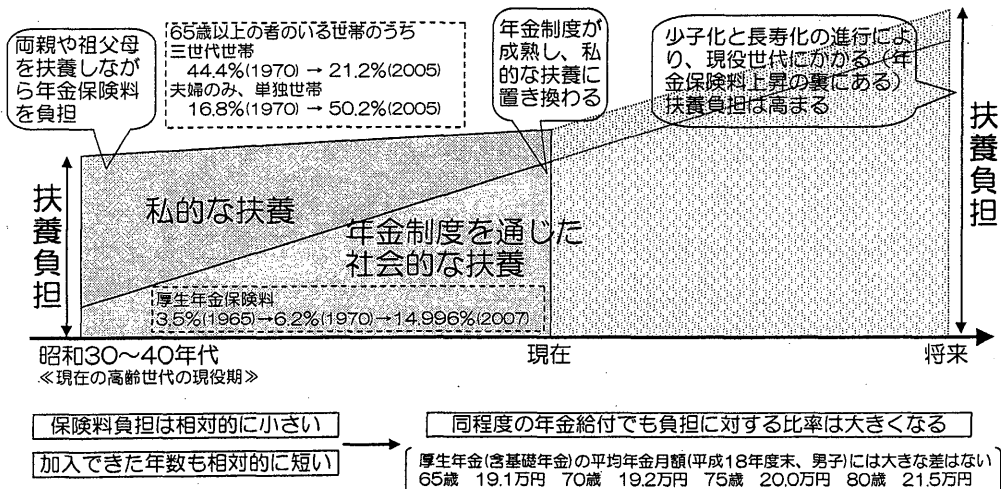 両親や祖父母
を扶養しなが
ら年金保険料
を負担
65歳以上の者のいる世帯のうち
三世代世帯
44.4%(1970) → 21.2%(2005)
夫婦のみ、単独世帯
16.8%(1970) → 50.2%(2005)
年金制度が
成熟し、私
的な扶養に
置き換わる
少子化と長寿化の進行によ
り、現役世代にかかる（年
金保険料上昇の裏にある）
扶養負担は高まる
扶養負担
私的な扶養
年金制度を通じた
社会的な扶養
厚生年金保険料
3.5%(1965)→6.2%(1970)→14.996%(2007)
扶養負担
昭和30～40年代
≪現在の高齢世代の現役期≫
現在
将来
保険料負担は相対的に小さい
加入できた年数も相対的に短い
同程度の年金給付でも負担に対する比率は大きくなる
厚生年金(含基礎年金)の平均年金月額(平成18年度末、男子)には大きな差はない
65歳 19.1万円 70歳 19.2万円 75歳 20.0万円 80歳 21.5万円